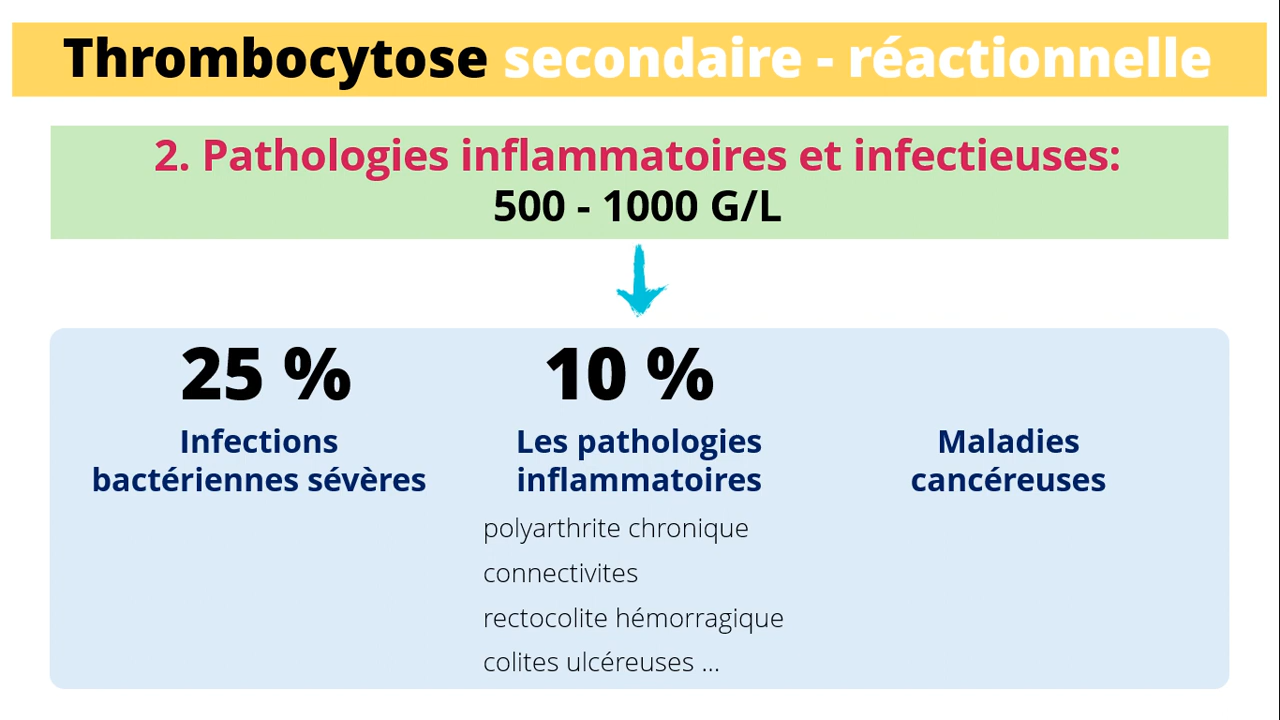 Thrombocytose secondaire - réactionnelle
2. Pathologies inflammatoires et infectieuses:
500 - 1000 G/L
25 %
Infections
bactériennes sévères
10 %
Les pathologies
inflammatoires
polyarthrite chronique
connectivites
rectocolite hémorragique
colites ulcéreuses ...
Maladies
cancéreuses